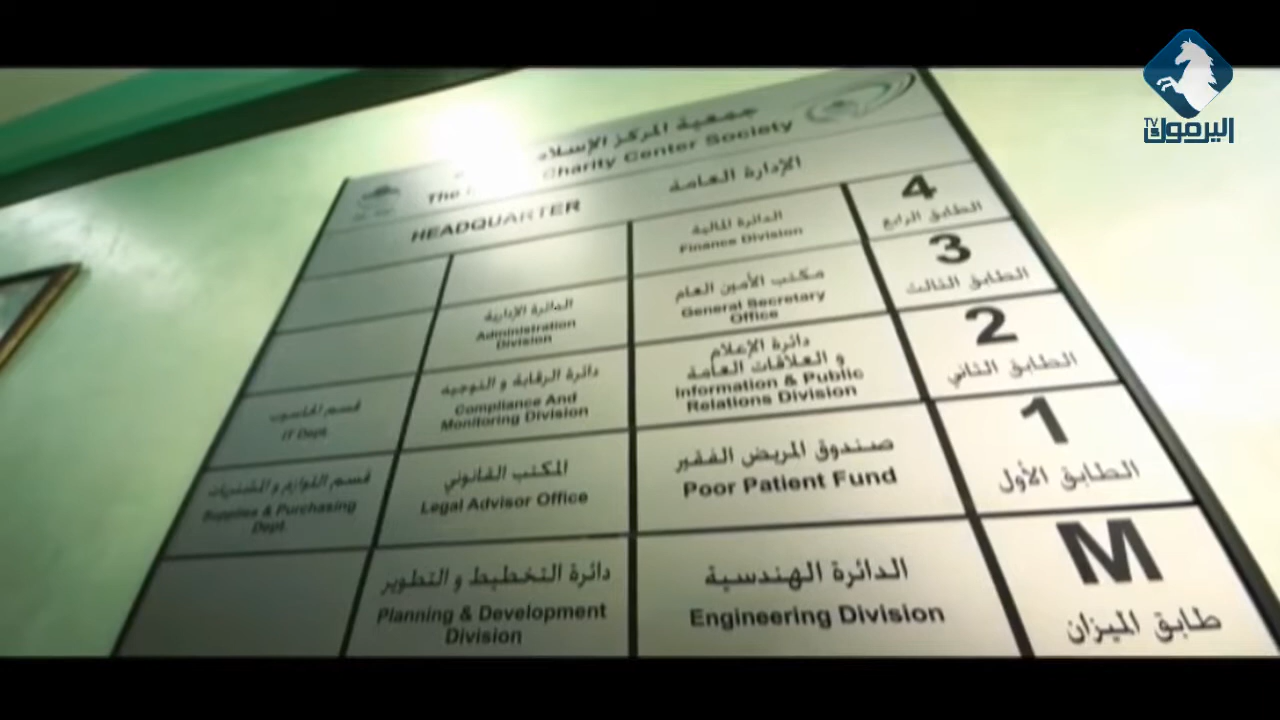 TV
اليرموك
جمعية المركز
The Charity Center Society
HEADQUARTER
الإدارة العامة
4
الطابق الرابع
الدائرة المالية
Finance Division
3
الطابق الثالث
مكتب الأمين العام
General Secretary
Office
الدائرة الإدارية
Administration
Division
2
الطابق الثاني
دائرة الإعلام
و العلاقات العامة
Information & Public
Relations Division
دائرة الرقابة و التوجيه
Compliance And
Monitoring Division
قسم الحاسوب
IT Dept.
1
الطابق الأول
صندوق المريض الفقير
Poor Patient Fund
المكتب القانوني
Legal Advisor Office
قسم اللوازم و المشتريات
Supplies & Purchasing
Dept.
M
طابق الميزان
الدائرة الهندسية
Engineering Division
دائرة التخطيط و التطوير
Planning & Development
Division